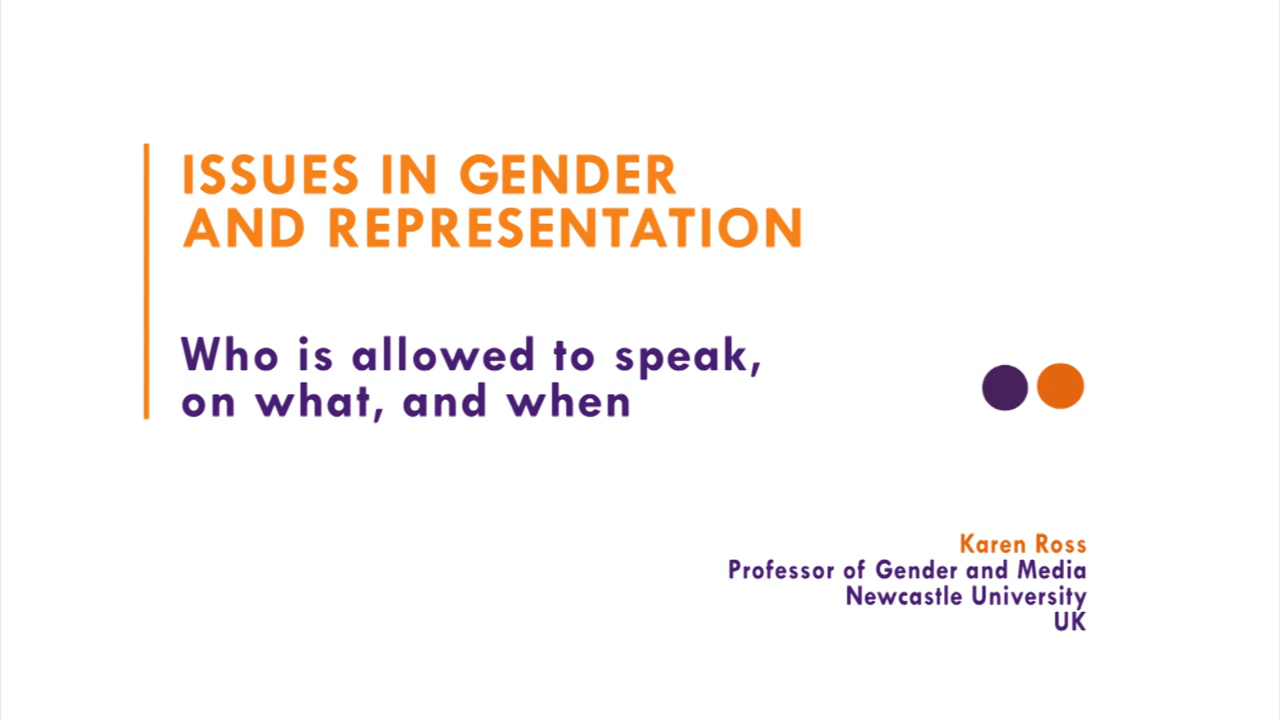 ISSUES IN GENDER
AND REPRESENTATION
Who is allowed to speak,
on what, and when
Karen Ross
Professor of Gender and Media
Newcastle University
UK